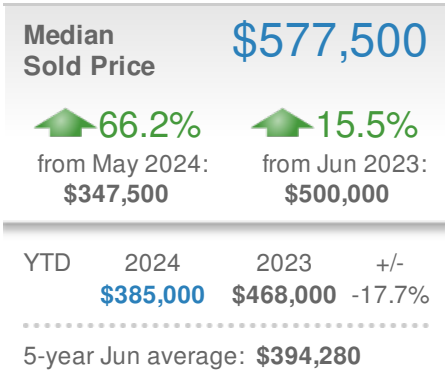 Median
Sold Price
$577,500
66.2%
from May 2024:
$347,500
15.5%
from Jun 2023:
$500,000
YTD 2024 2023 +/-
$385,000 $468,000 -17.7%
5-year Jun average: $394,280